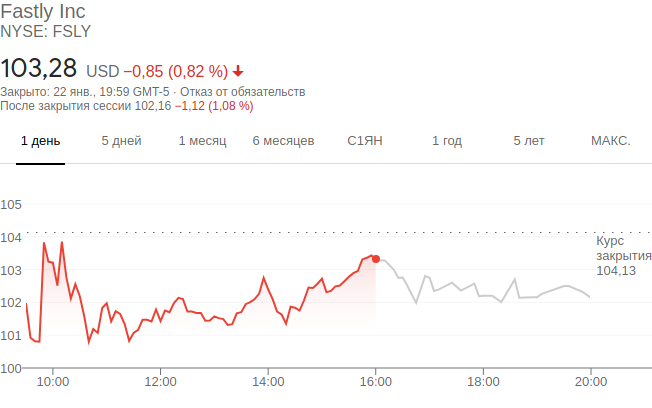 Fastly Inc
NYSE: FSLY
103,28 USD −0,85 (0,82 %)
Закрыто: 22 янв., 19:59 GMT-5 · Отказ от обязательств
После закрытия сессии 102,16 −1,12 (1,08 %)
1 день 5 дней 1 месяц 6 месяцев С1ЯН 1 год 5 лет МАКС.
105
104
Курс
закрытия
104,13
103
102
101
100
10:00 12:00 14:00 16:00 18:00 20:00